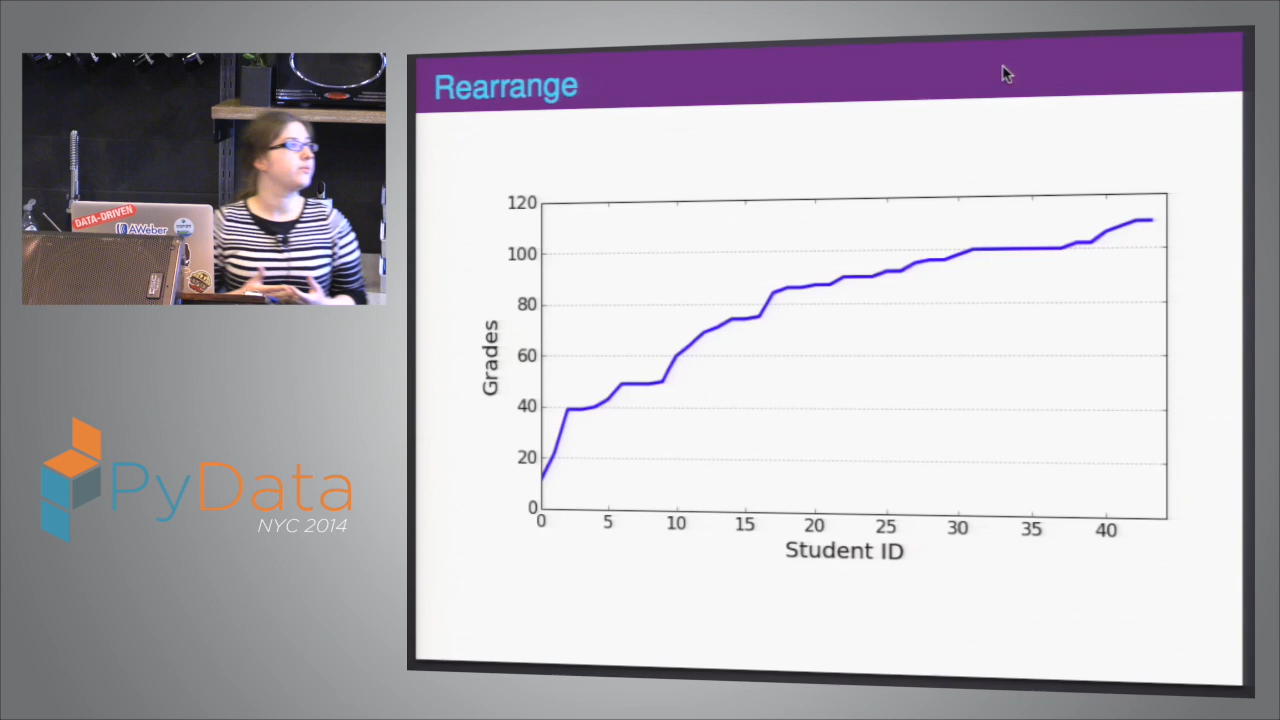 Rearrange
120
100
80
60
40
20
0
Grades
0 5 10 15 20 25 30 35 40
Student ID
DATA-DRIVEN
AWeber
PyData
NYC 2014